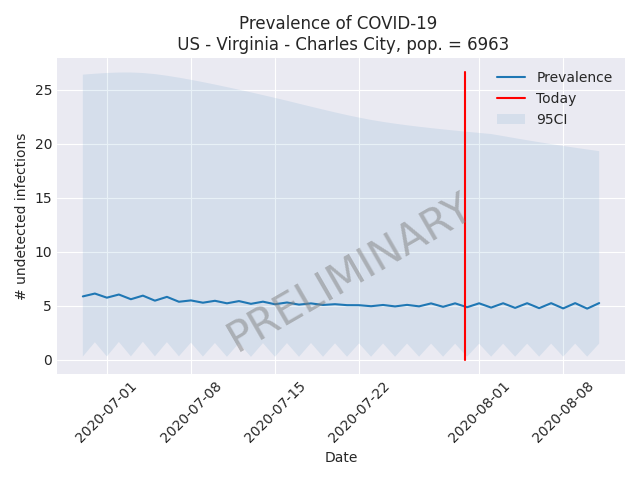 Prevalence of COVID-19
US - Virginia - Charles City, pop. = 6963
# undetected infections
25
20
15
10
5
0
Prevalence
Today
95CI
PRELIMINARY
2020-07-01
2020-07-08
2020-07-15
2020-07-22
2020-08-01
2020-08-08
Date